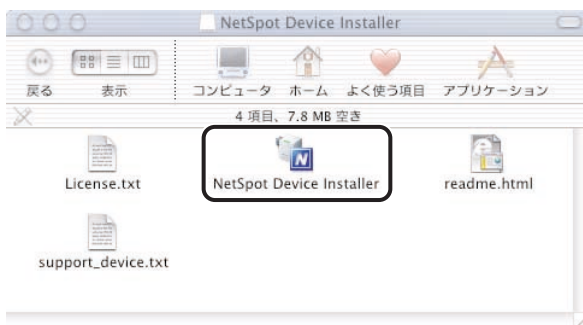 NetSpot Device Installer
戻る 表示 コンピュータ ホーム よく使う項目 アプリケーション
4 項目、7.8 MB 空き
License.txt NetSpot Device Installer readme.html
support_device.txt